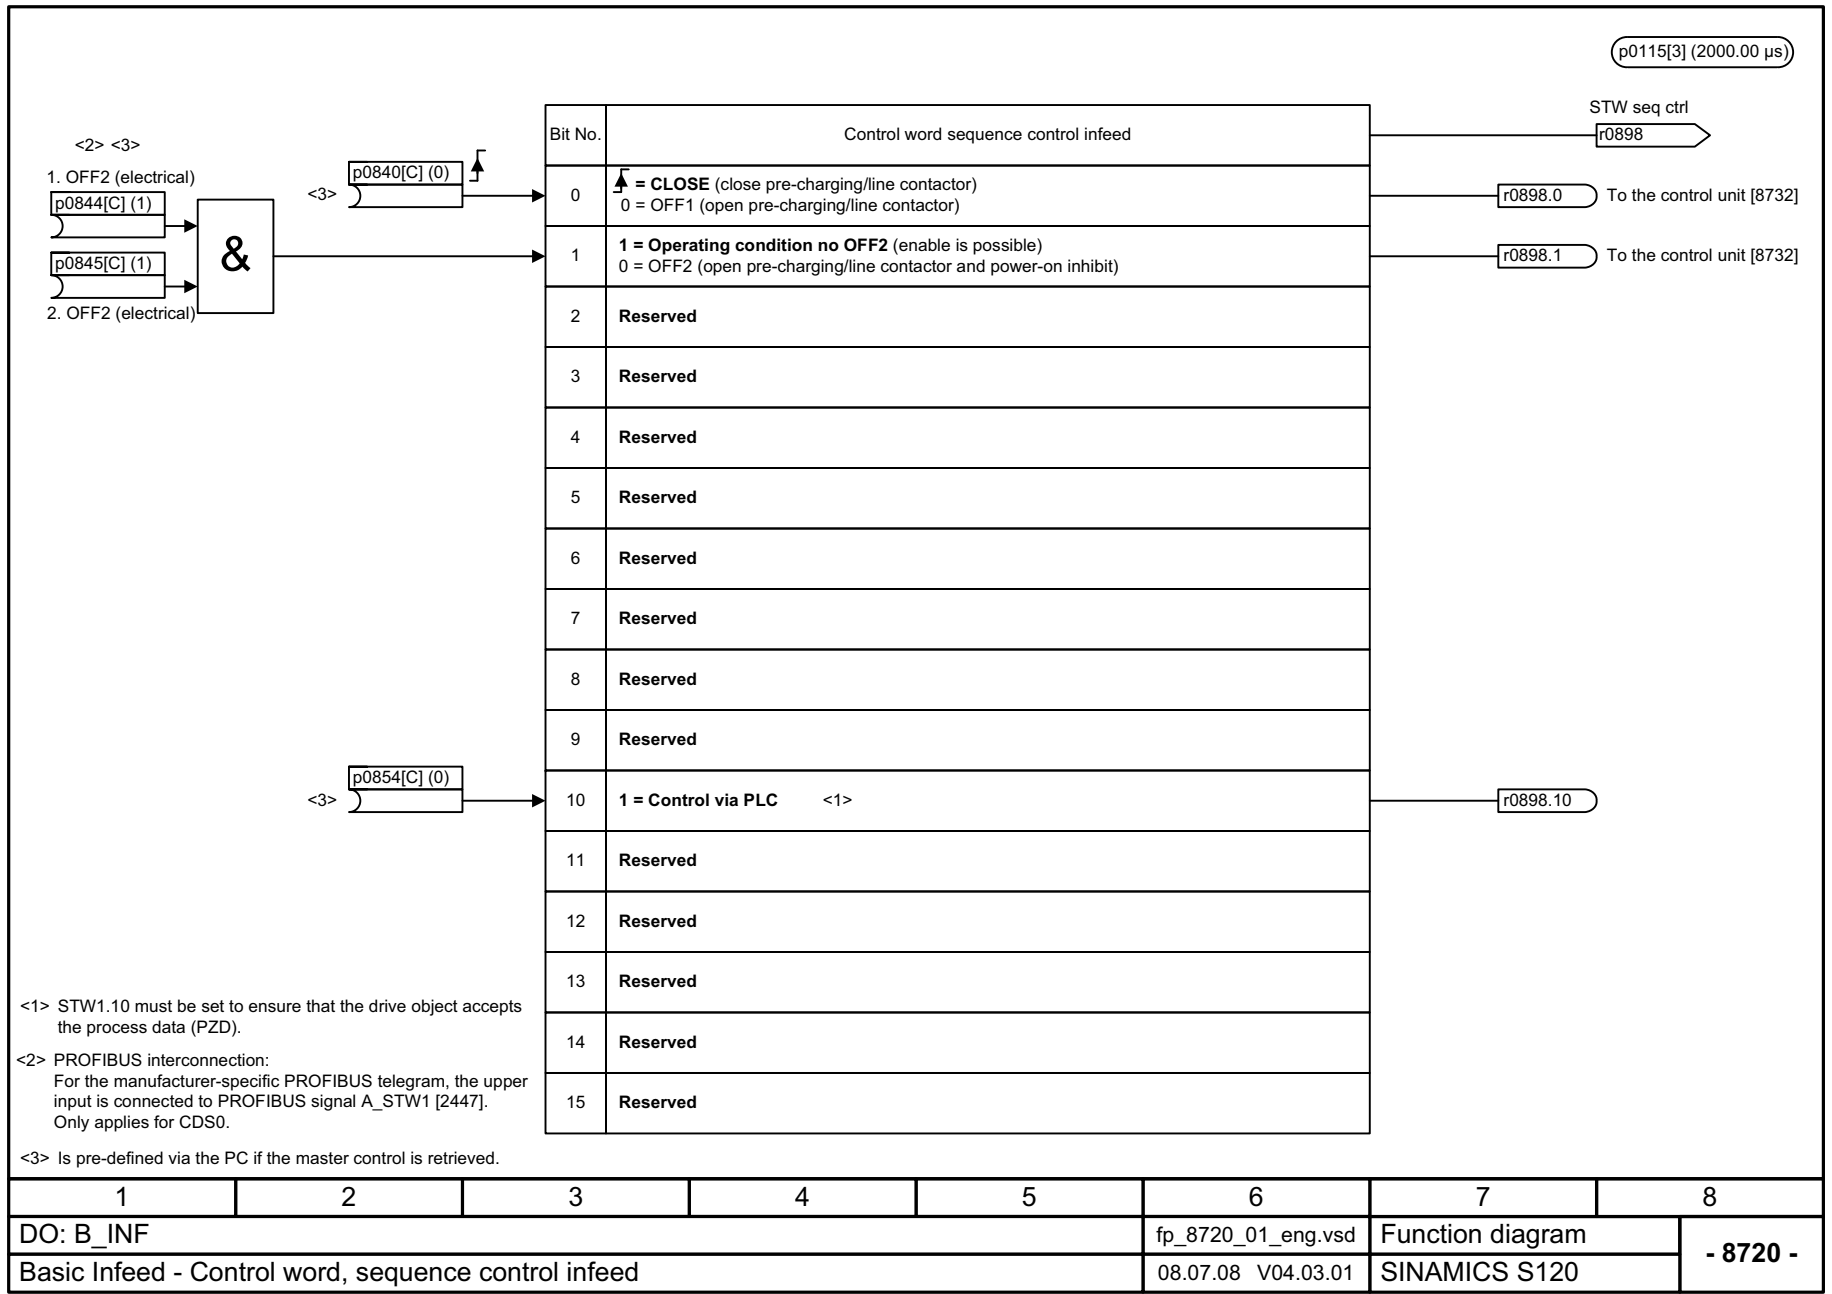 p0115[3] (2000.00 µs)
STW seq ctrl
r0898
Bit No.
Control word sequence control infeed
<2> <3>
1. OFF2 (electrical)
p0844[C] (1)
&
p0845[C] (1)
2. OFF2 (electrical)
<3>
p0840[C] (0)
0
= CLOSE (close pre-charging/line contactor)
0 = OFF1 (open pre-charging/line contactor)
r0898.0
To the control unit [8732]
1
1 = Operating condition no OFF2 (enable is possible)
0 = OFF2 (open pre-charging/line contactor and power-on inhibit)
r0898.1
To the control unit [8732]
2 Reserved
3 Reserved
4 Reserved
5 Reserved
6 Reserved
7 Reserved
8 Reserved
9 Reserved
<3>
p0854[C] (0)
10 1 = Control via PLC <1>
r0898.10
11 Reserved
12 Reserved
13 Reserved
14 Reserved
15 Reserved
<1> STW1.10 must be set to ensure that the drive object accepts
the process data (PZD).
<2> PROFIBUS interconnection:
For the manufacturer-specific PROFIBUS telegram, the upper
input is connected to PROFIBUS signal A_STW1 [2447].
Only applies for CDS0.
<3> Is pre-defined via the PC if the master control is retrieved.
1 2 3 4 5 6 7 8
DO: B_INF
fp_8720_01_eng.vsd
Function diagram
- 8720 -
Basic Infeed - Control word, sequence control infeed
08.07.08 V04.03.01
SINAMICS S120